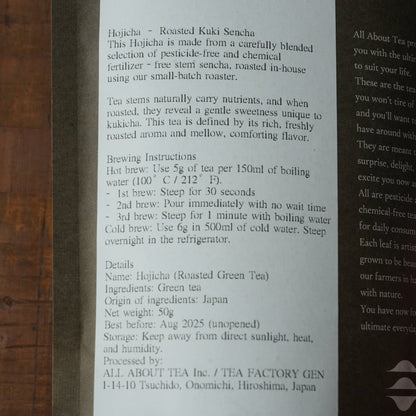 Hojicha - Roasted Kuki Sencha
This Hojicha is made from a carefully blended
selection of pesticide-free and chemical
fertilizer - free stem sencha, roasted in-house
using our small-batch roaster.
Tea stems naturally carry nutrients, and when
roasted, they reveal a gentle sweetness unique to
kukicha. This tea is defined by its rich, freshly
roasted aroma and mellow, comforting flavor.
Brewing Instructions
Hot brew: Use 5g of tea per 150ml of boiling
water (100° C / 212° F).
- 1st brew: Steep for 30 seconds
- 2nd brew: Pour immediately with no wait time
- 3rd brew: Steep for 1 minute with boiling water
Cold brew: Use 6g in 500ml of cold water. Steep
overnight in the refrigerator.
Details
Name: Hojicha (Roasted Green Tea)
Ingredients: Green tea
Origin of ingredients: Japan
Net weight: 50g
Best before: Aug 2025 (unopened)
Storage: Keep away from direct sunlight, heat,
and humidity.
Processed by:
ALL ABOUT TEA Inc. / TEA FACTORY GEN
1-14-10 Tsuchido, Onomichi, Hiroshima, Japan
All About Tea pro
you with the ultim
to suit your life.
These are the tea
you won't tire o
and you'll want t
have around wo
They are meant t
surprise, delight,
excite you now a
All are pesticide a
chemical-free tea
for daily consum
Each leaf is artis
grown to be beau
our farmers is ha
with nature.
You have now fo
ultimate everyda